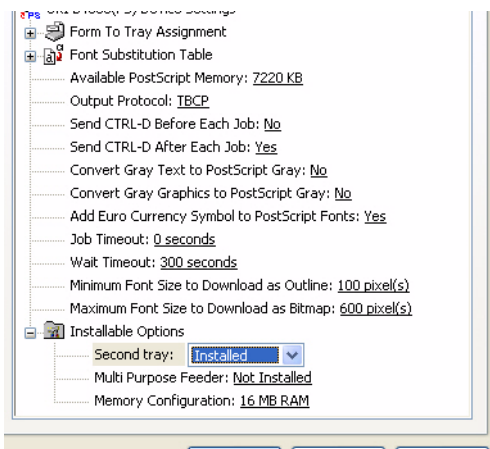 Form To Tray Assignment
Font Substitution Table
Available PostScript Memory: 7220 KB
Output Protocol: TBCP
Send CTRL-D Before Each Job: No
Send CTRL-D After Each Job: Yes
Convert Gray Text to PostScript Gray: No
Convert Gray Graphics to PostScript Gray: No
Add Euro Currency Symbol to PostScript Fonts: Yes
Job Timeout: 0 seconds
Wait Timeout: 300 seconds
Minimum Font Size to Download as Outline: 100 pixel(s)
Maximum Font Size to Download as Bitmap: 600 pixel(s)
Installable Options
Second tray: Installed
Multi Purpose Feeder: Not Installed
Memory Configuration: 16 MB RAM